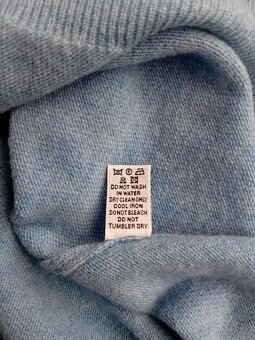 DO NOT WASH
IN WATER
DRY CLEAN ONLY
COOL IRON
DO NOT BLEACH
DO NOT
TUMBLER DRY